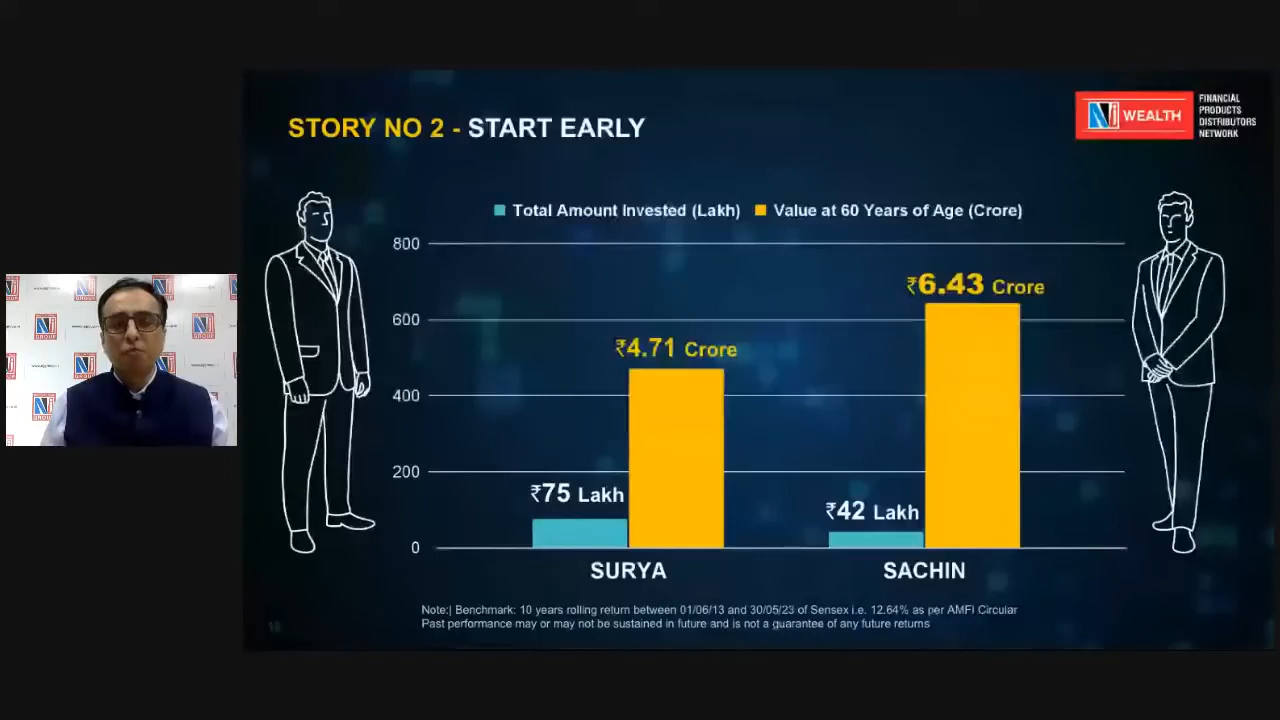 STORY NO 2 - START EARLY
Ni WEALTH
FINANCIAL
PRODUCTS
DISTRIBUTORS
NETWORK
Total Amount Invested (Lakh) Value at 60 Years of Age (Crore)
800
600
400
200
0
₹4.71 Crore
₹6.43 Crore
₹75 Lakh
₹42 Lakh
SURYA
SACHIN
Note:| Benchmark: 10 years rolling return between 01/06/13 and 30/05/23 of Sensex i.e. 12.64% as per AMFI Circular
Past performance may or may not be sustained in future and is not a guarantee of any future returns